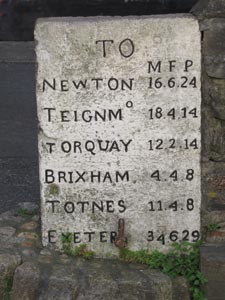 TO
M F P
NEWTON 16.6.24
TEIGNMº 18.4.14
TORQUAY 12.2.14
BRIXHAM 4.4.8
TOTNES 11.4.8
EXETER 34.6.29